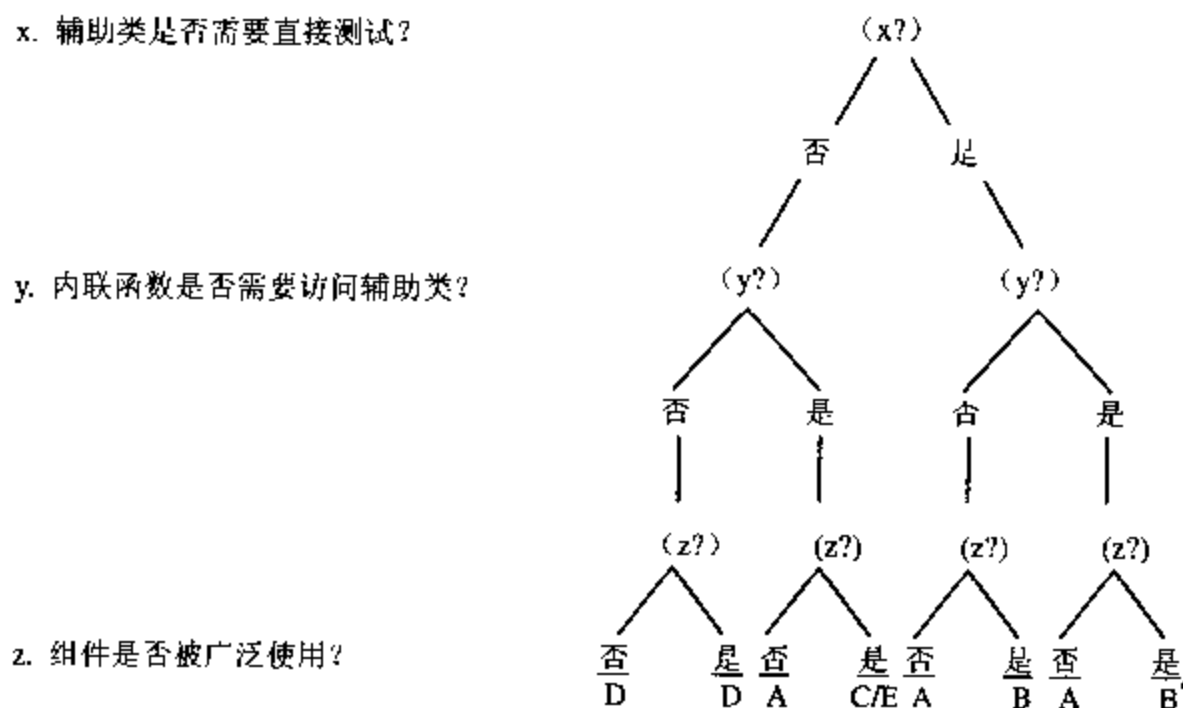 x. 辅助类是否需要直接测试？
（x?）
否 是
y. 内联函数是否需要访问辅助类？
（y?） （y?）
否 是 否 是
（z?） (z?) (z?) (z?)
z. 组件是否被广泛使用？
否 是 否 是 否 是 否 是
D D A C/E A B A B'